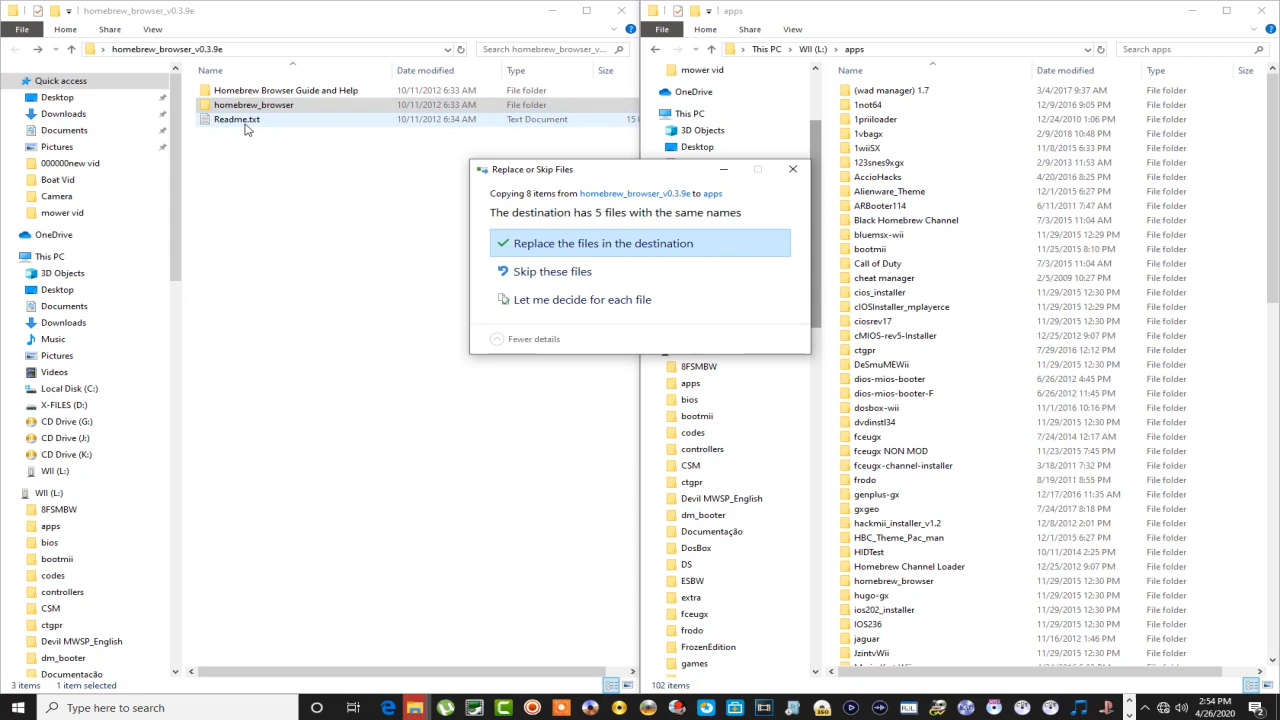 homebrew_browser_v0.3.9e
File
Home
Share
View
homebrew_browser_v0.3.9e
Search homebrew_browser_v...
Quick access
Desktop
Downloads
Documents
Pictures
000000new vid
Boat Vid
Camera
mower vid
OneDrive
This PC
3D Objects
Desktop
Documents
Downloads
Music
Pictures
Videos
Local Disk (C:)
X-FILES (D:)
CD Drive (G:)
CD Drive (J:)
CD Drive (K:)
WII (L:)
WII (L:)
8FSMBW
apps
bios
bootmii
codes
controllers
CSM
ctgpr
Devil MWSP_English
dm_booter
Documentação
Name Date modified Type Size
Homebrew Browser Guide and Help 10/11/2012 6:33 AM File folder
homebrew_browser 10/11/2012 6:33 AM File folder
Readme.txt 10/11/2012 6:34 AM Text Document 15
3 items 1 item selected
Replace or Skip Files
Copying 8 items from homebrew_browser_v0.3.9e to apps
The destination has 5 files with the same names
Replace the files in the destination
Skip these files
Let me decide for each file
Fewer details
apps
File
Home
Share
View
This PC > WII (L:) > apps
Search apps
mower vid
OneDrive
This PC
3D Objects
Desktop
8FSMBW
apps
bios
bootmii
codes
controllers
CSM
ctgpr
Devil MWSP_English
dm_booter
Documentação
DosBox
DS
ESBW
extra
fceugx
frodo
FrozenEdition
games
Name Date modified Type Size
(wad manager) 1.7 3/4/2017 9:37 AM File folder
1not64 12/9/2016 9:05 PM File folder
1priiloader 12/24/2010 1:06 PM File folder
1vbagx 2/9/2018 10:48 PM File folder
1wiiSX 11/8/2015 6:33 PM File folder
123snes9xgx 2/9/2013 11:53 AM File folder
AccioHacks 4/20/2016 8:25 PM File folder
Alienware_Theme 12/1/2015 6:27 PM File folder
ARBooter114 6/2/2011 7:47 AM File folder
Black Homebrew Channel 7/3/2015 11:04 AM File folder
bluemsx-wii 11/29/2015 12:29 PM File folder
bootmii 11/25/2015 8:10 PM File folder
Call of Duty 7/3/2015 11:04 AM File folder
cheat manager 2/5/2009 10:27 PM File folder
cios_installer 11/29/2015 12:30 PM File folder
cIOSInstaller_mplayerce 11/29/2015 12:30 PM File folder
ciosrev17 11/29/2015 12:30 PM File folder
cMIOS-rev5-Installer 12/25/2012 9:07 PM File folder
ctgpr 7/29/2016 12:12 PM File folder
DeSmuMEWii 11/29/2015 12:30 PM File folder
dios-mios-booter 6/26/2012 4:45 PM File folder
dios-mios-booter-F 6/26/2012 11:45 PM File folder
dosbox-wii 11/1/2016 10:16 PM File folder
dvdinstl34 11/29/2015 12:30 PM File folder
fceugx 7/24/2014 12:17 AM File folder
fceugx NON MOD 11/23/2015 7:45 PM File folder
fceugx-channel-installer 3/18/2011 7:32 PM File folder
frodo 8/19/2011 8:55 PM File folder
genplus-gx 12/17/2016 11:35 AM File folder
gxgeo 7/24/2017 8:18 PM File folder
hackmii_installer_v1.2 12/8/2012 2:01 PM File folder
HBC_Theme_Pac_man 12/1/2015 6:27 PM File folder
HIDTest 10/11/2014 2:25 PM File folder
Homebrew Channel Loader 12/25/2012 9:07 PM File folder
homebrew_browser 11/29/2015 12:30 PM File folder
hugo-gx 11/29/2015 12:30 PM File folder
ios202_installer 11/29/2015 12:30 PM File folder
IOS236 11/29/2015 12:30 PM File folder
jaguar 11/16/2012 1:46 PM File folder
JzintvWii 11/29/2015 12:30 PM File folder
102 items
Type here to search
2:54 PM
4/26/2020